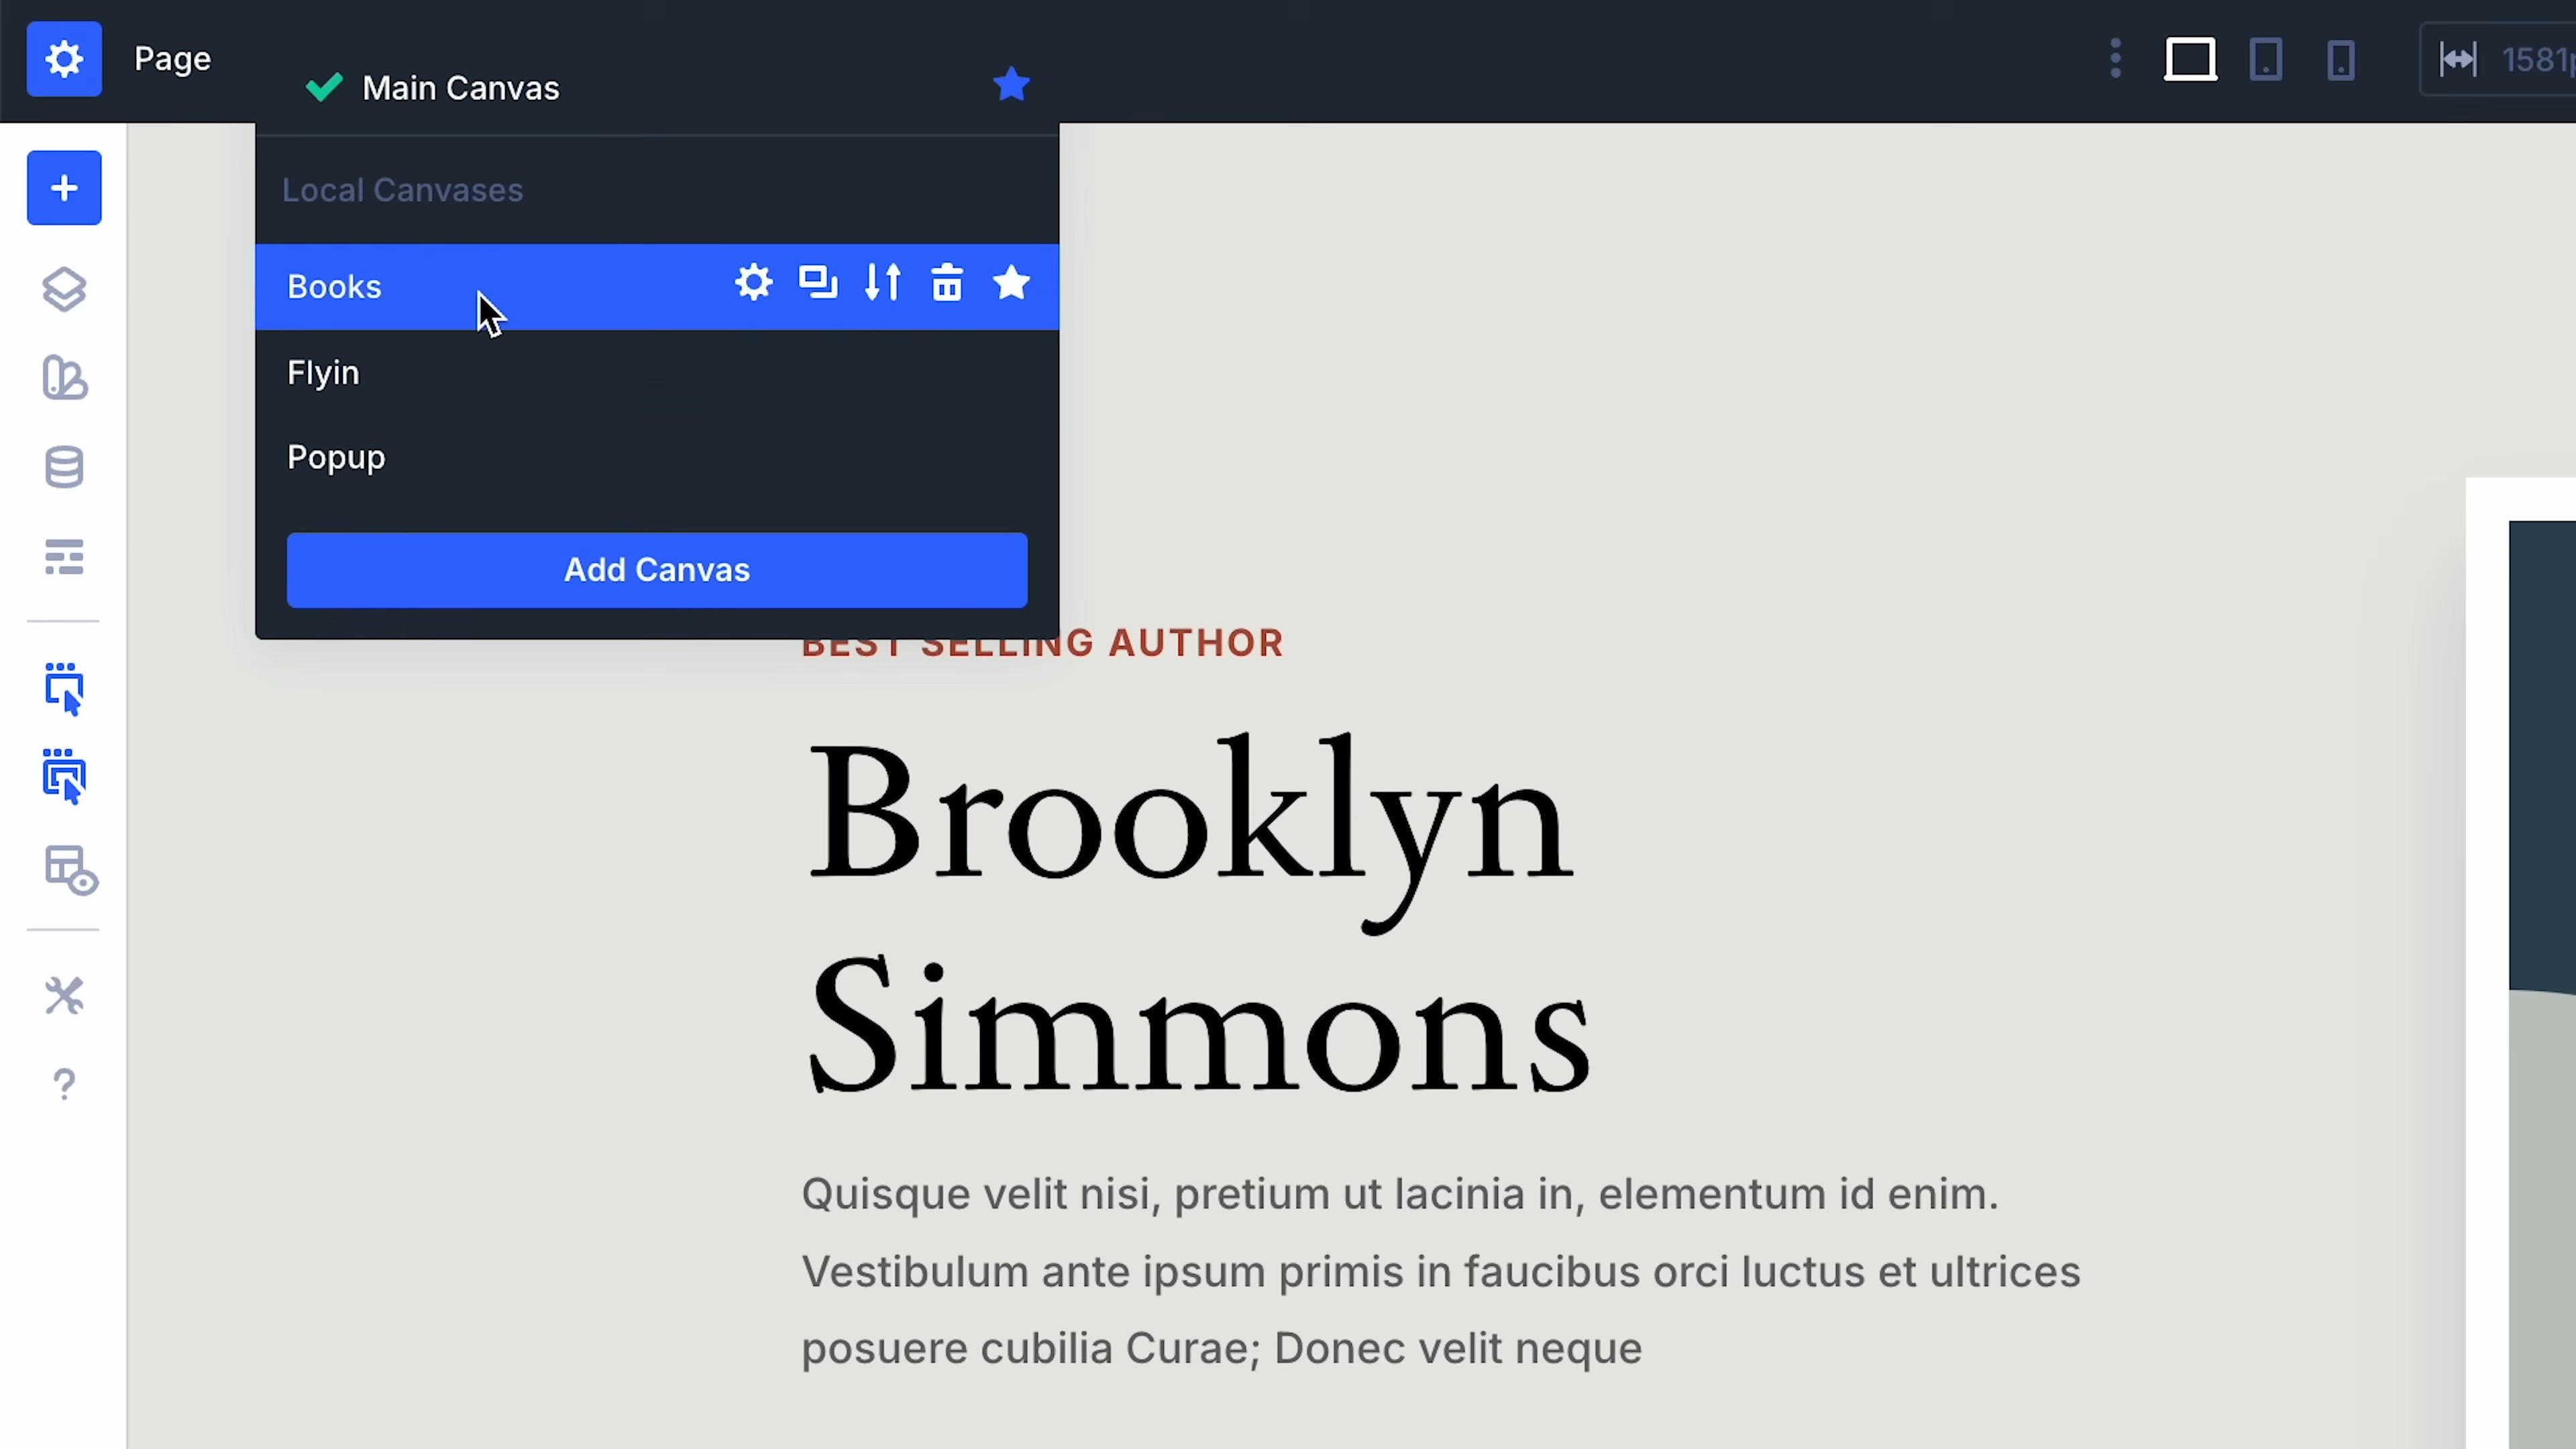 Page
Main Canvas
1581p
Local Canvases
Books
Flyin
Popup
Add Canvas
BEST SELLING AUTHOR
Brooklyn
Simmons
Quisque velit nisi, pretium ut lacinia in, elementum id enim.
Vestibulum ante ipsum primis in faucibus orci luctus et ultrices
posuere cubilia Curae; Donec velit neque